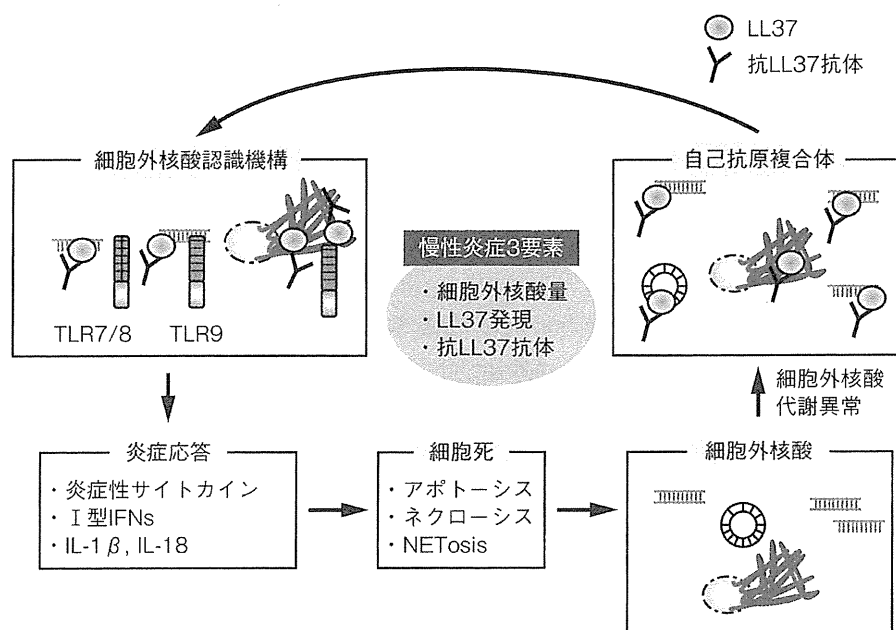 LL37
抗LL37抗体
細胞外核酸認識機構
TLR7/8
TLR9
慢性炎症3要素
・細胞外核酸量
・LL37発現
・抗LL37抗体
自己抗原複合体
細胞外核酸
代謝異常
炎症応答
・炎症性サイトカイン
・Ⅰ型IFNs
・IL-1β, IL-18
細胞死
・アポトーシス
・ネクローシス
・NETosis
細胞外核酸